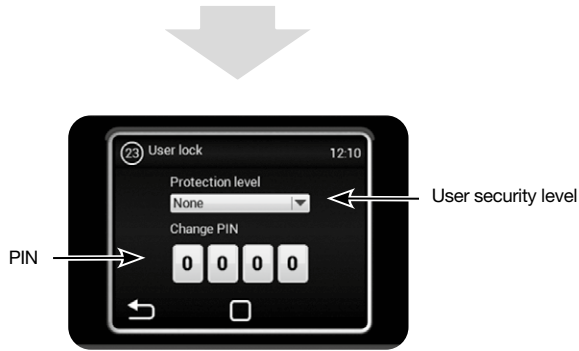 23 User lock 12:10
Protection level
None
User security level
Change PIN
PIN
0 0 0 0